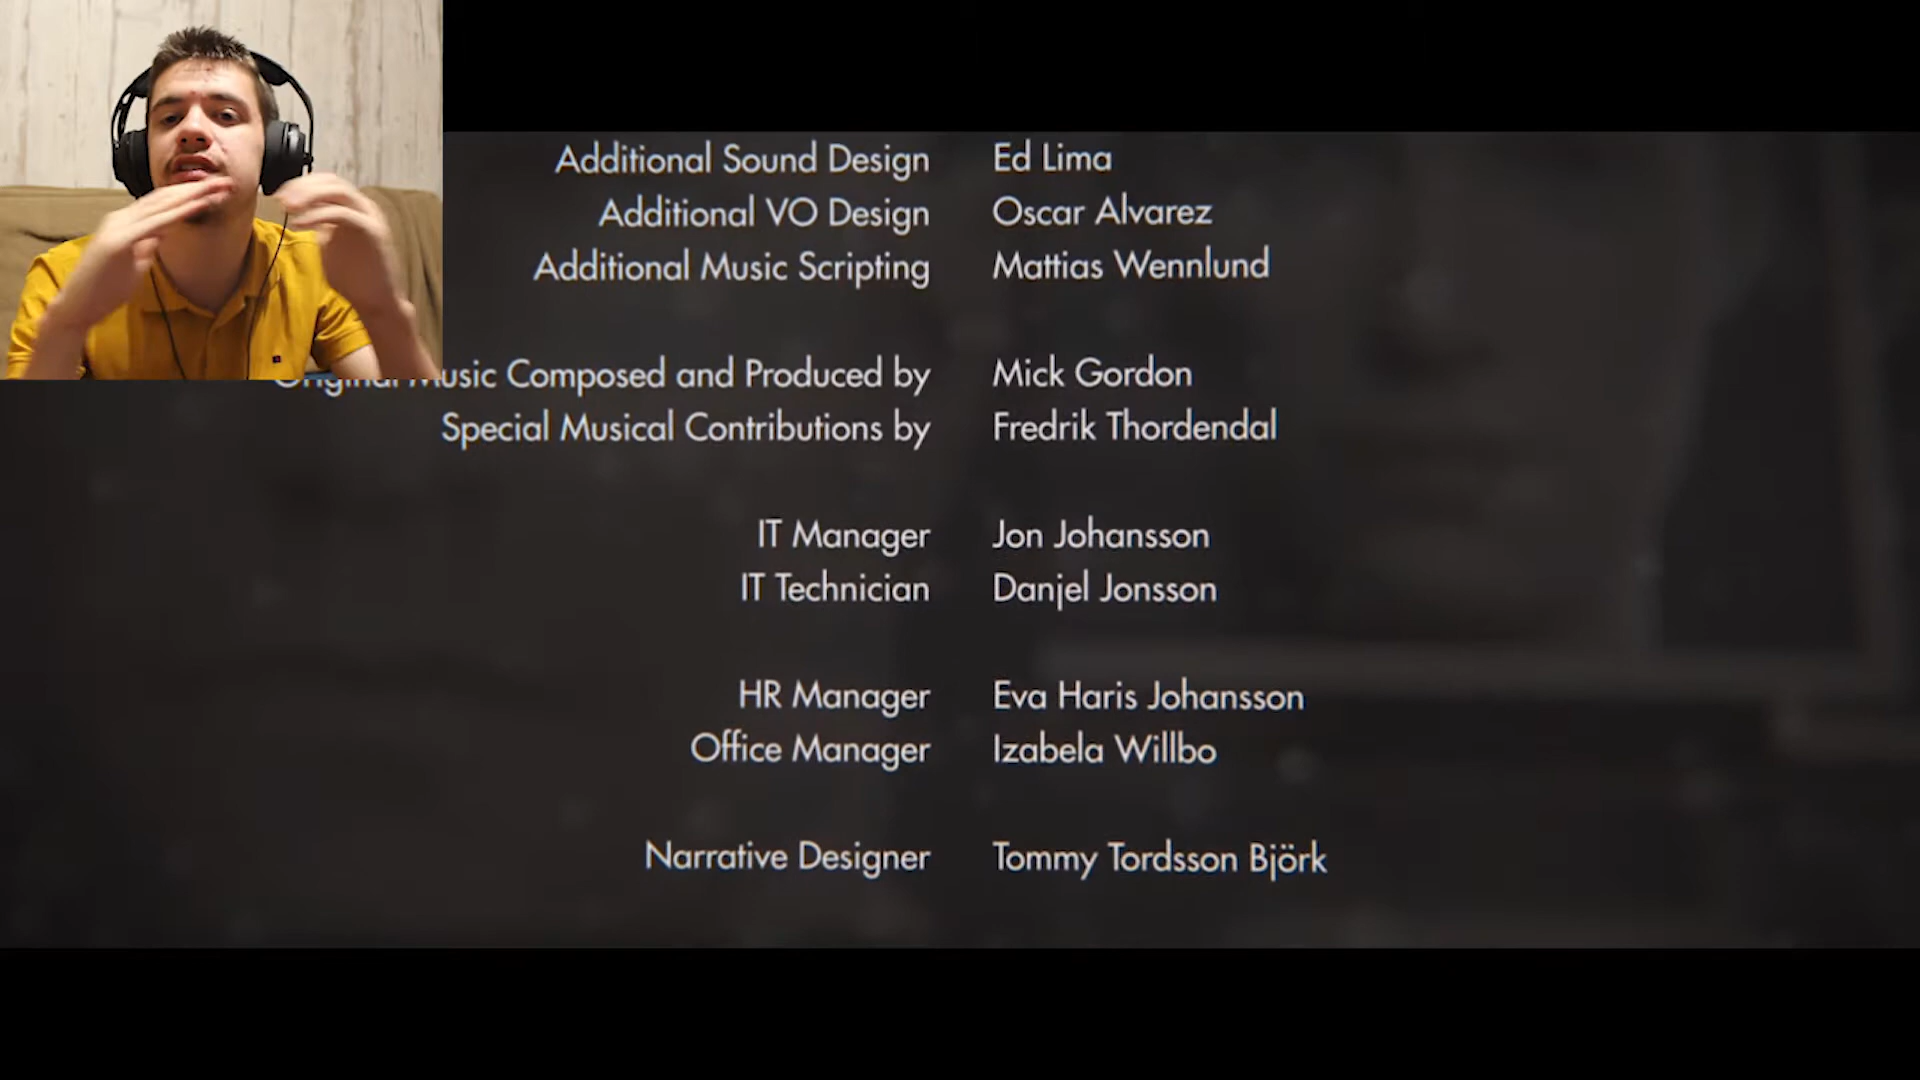 Additional Sound Design Ed Lima
Additional VO Design Oscar Alvarez
Additional Music Scripting Mattias Wennlund
Original Music Composed and Produced by Mick Gordon
Special Musical Contributions by Fredrik Thordendal
IT Manager Jon Johansson
IT Technician Danjel Jonsson
HR Manager Eva Haris Johansson
Office Manager Izabela Willbo
Narrative Designer Tommy Tordsson Björk